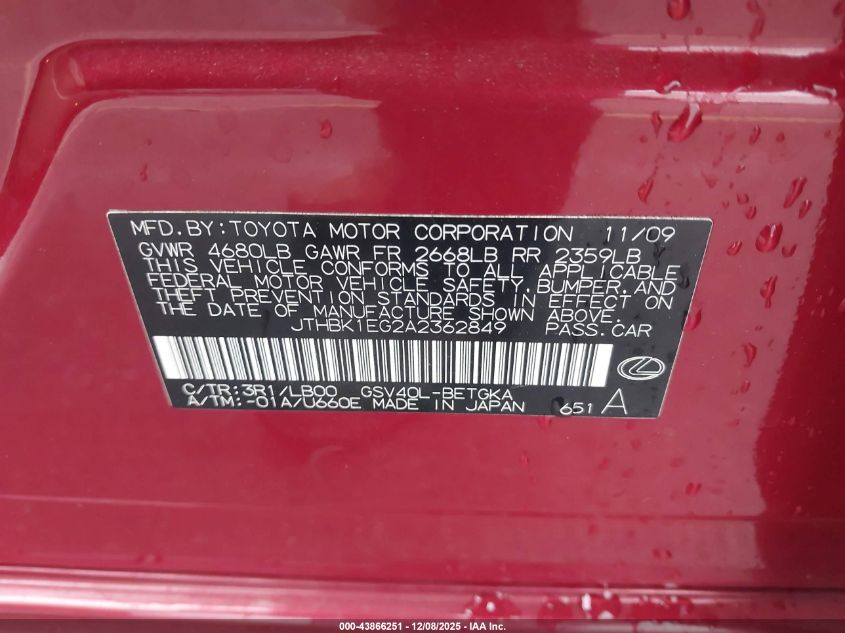 MFD.BY:TOYOTA MOTOR CORPORATION 11/09
GVWR 4680LB GAWR FR 2668LB RR 2359LB
THIS VEHICLE CONFORMS TO ALL APPLICABLE
FEDERAL MOTOR VEHICLE SAFETY,BUMPER,AND
THEFT PREVENTION STANDARDS IN EFFECT ON
THE DATE OF MANUFACTURE SHOWN ABOVE.
JTHBK1EG2A2362849 PASS.CAR
C/TR:3R1/LB00 GSV40L-BETGKA
A/TM:-01A/U660E MADE IN JAPAN 651 A
000-43866251 - 12/08/2025 - IAA Inc.